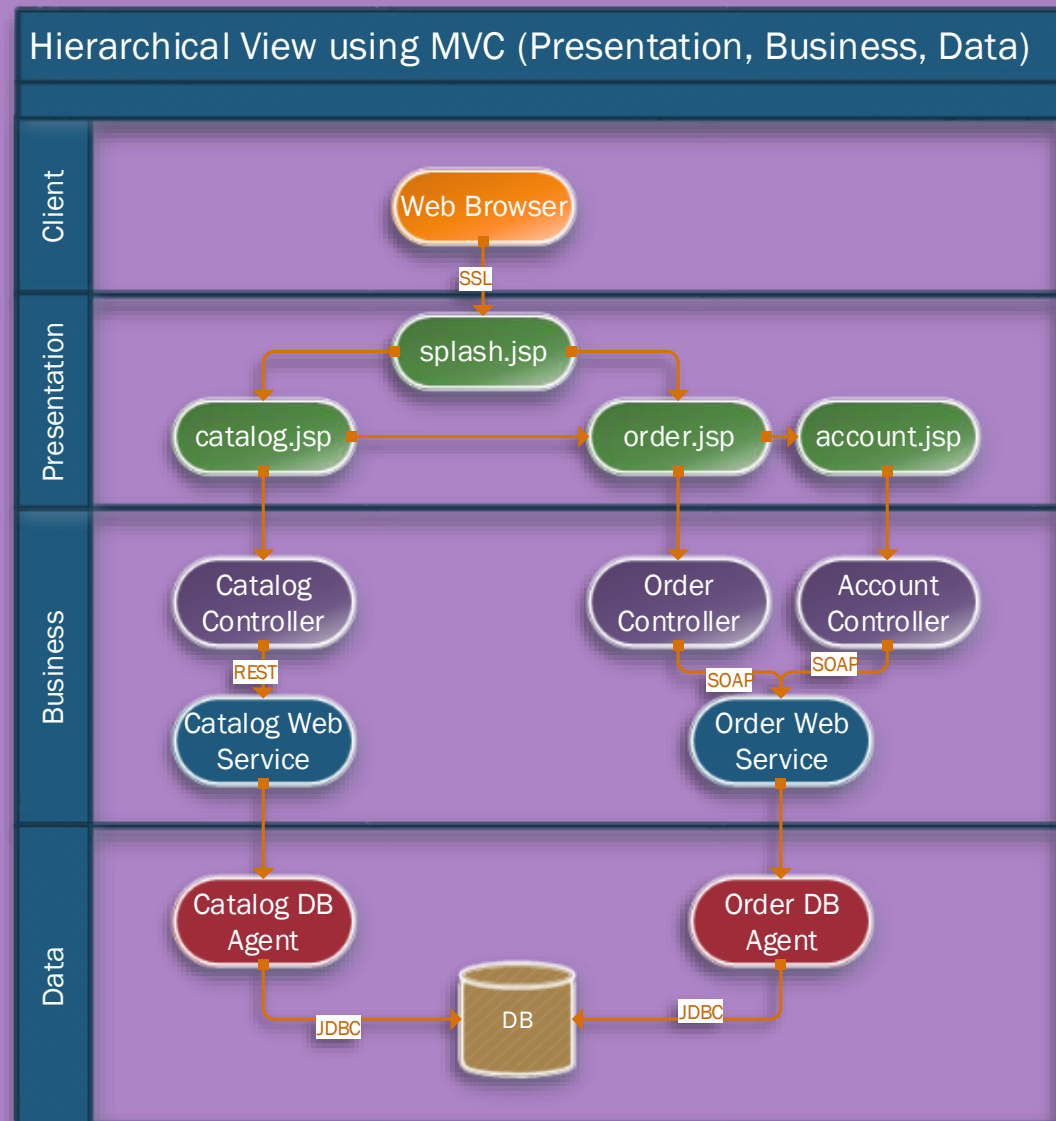 Hierarchical View using MVC (Presentation, Business, Data)
Client
Web Browser
SSL
Presentation
splash.jsp
catalog.jsp
order.jsp
account.jsp
Business
Catalog
Controller
Order
Controller
Account
Controller
REST
SOAP
SOAP
Catalog Web
Service
Order Web
Service
Data
Catalog DB
Agent
Order DB
Agent
DB
JDBC
JDBC